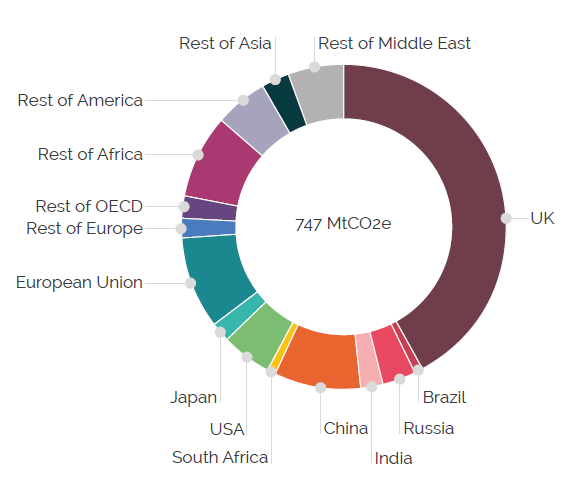 Rest of Asia
Rest of Middle East
Rest of America
Rest of Africa
Rest of OECD
Rest of Europe
747 MtCO2e
UK
European Union
Japan
Brazil
USA
China
Russia
South Africa
India